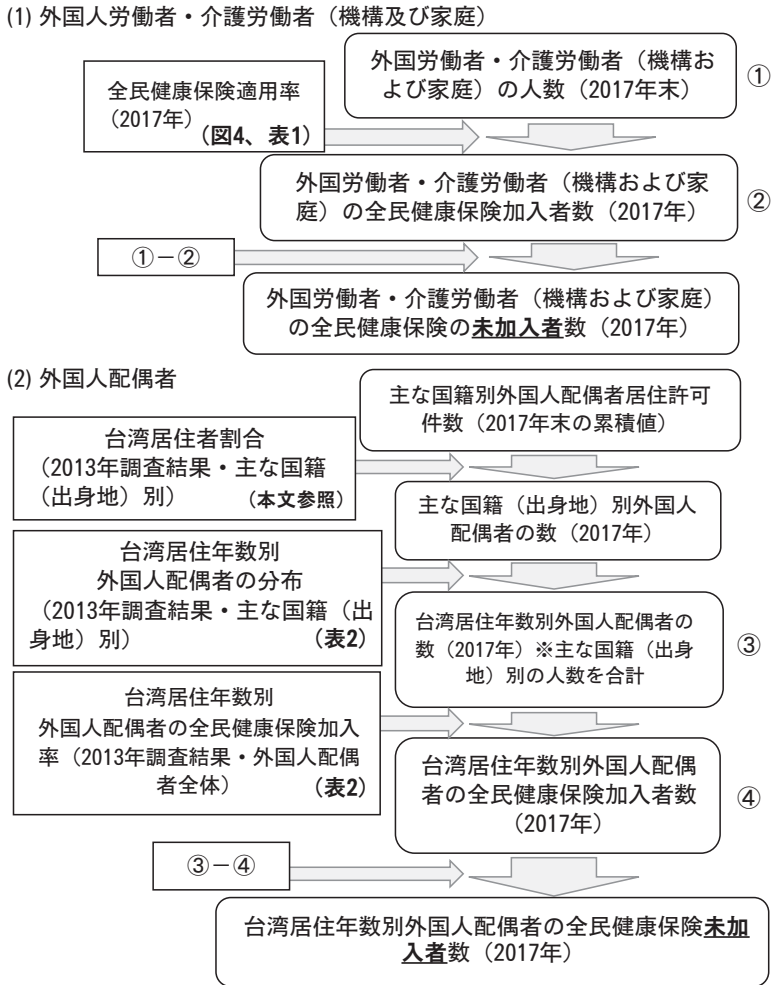 (1) 外国人労働者・介護労働者（機構及び家庭）
外国労働者・介護労働者（機構お
よび家庭）の人数（2017年末）
①
全民健康保険適用率
（2017年）
（図4、表1）
外国労働者・介護労働者（機構および家
庭）の全民健康保険加入者数（2017年）
②
①－②
外国労働者・介護労働者（機構および家庭）
の全民健康保険の未加入者数（2017年）
(2) 外国人配偶者
主な国籍別外国人配偶者居住許可
件数（2017年末の累積値）
台湾居住者割合
（2013年調査結果・主な国籍
（出身地）別）　（本文参照）
主な国籍（出身地）別外国人
配偶者の数（2017年）
台湾居住年数別
外国人配偶者の分布
（2013年調査結果・主な国籍（出
身地）別）　（表2）
台湾居住年数別外国人配偶者の
数（2017年）※主な国籍（出身
地）別の人数を合計
③
台湾居住年数別
外国人配偶者の全民健康保険加入
率（2013年調査結果・外国人配偶
者全体）　（表2）
台湾居住年数別外国人配偶
者の全民健康保険加入者数
（2017年）
④
③－④
台湾居住年数別外国人配偶者の全民健康保険未加
入者数（2017年）